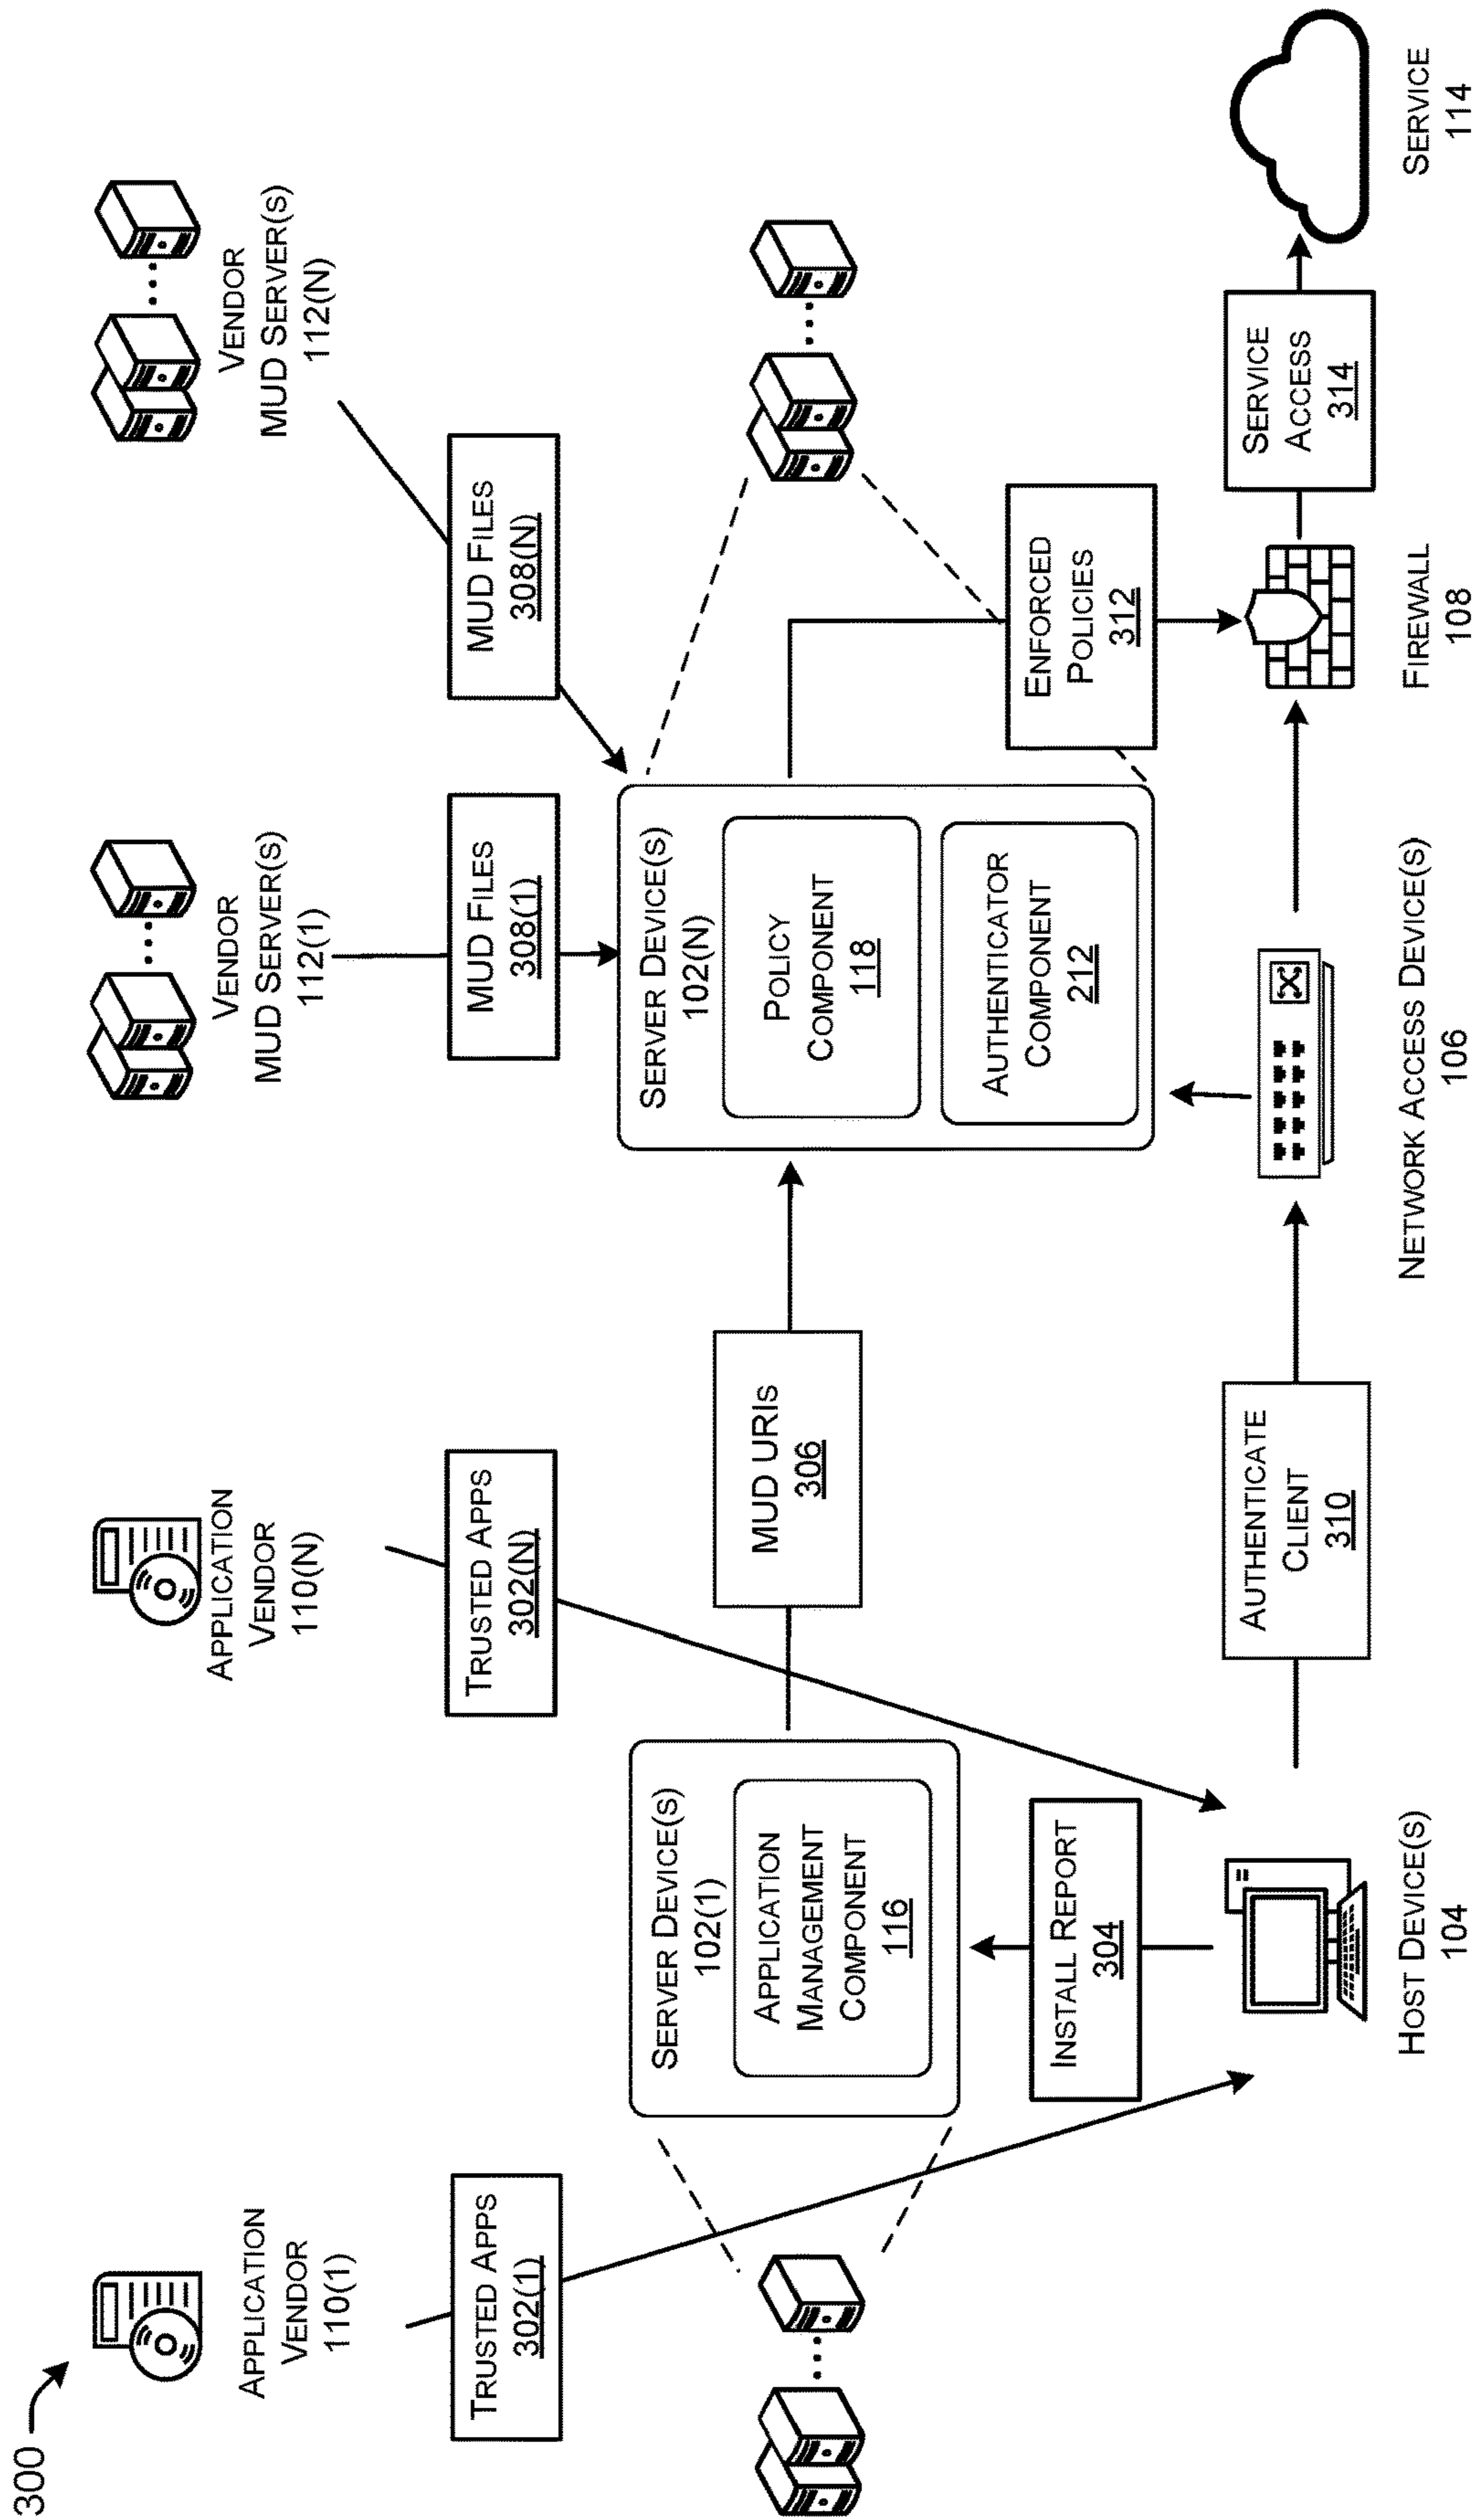 300
APPLICATION
VENDOR
110(1)
APPLICATION
VENDOR
110(N)
VENDOR
MUD SERVER(S)
112(1)
VENDOR
MUD SERVER(S)
112(N)
TRUSTED APPS
302(1)
TRUSTED APPS
302(N)
MUD FILES
308(1)
MUD FILES
308(N)
SERVER DEVICE(S)
102(1)
APPLICATION
MANAGEMENT
COMPONENT
116
MUD URIS
306
SERVER DEVICE(S)
102(N)
POLICY
COMPONENT
118
AUTHENTICATOR
COMPONENT
212
INSTALL REPORT
304
ENFORCED
POLICIES
312
AUTHENTICATE
CLIENT
310
SERVICE
ACCESS
314
HOST DEVICE(S)
104
NETWORK ACCESS DEVICE(S)
106
FIREWALL
108
SERVICE
114